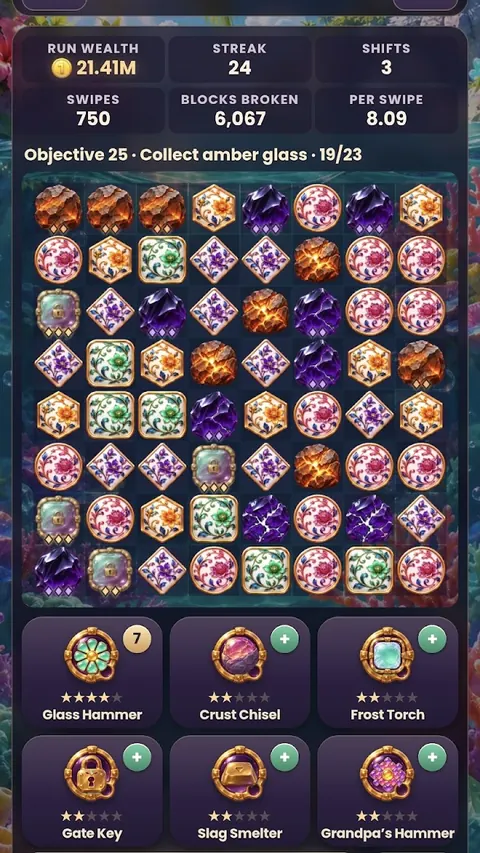 RUN WEALTH STREAK SHIFTS
1 21.41M 24 3
SWIPES BLOCKS BROKEN PER SWIPE
750 6,067 8.09
Objective 25 · Collect amber glass · 19/23
7 + +
Glass Hammer Crust Chisel Frost Torch
+ + +
Gate Key Slag Smelter Grandpa's Hammer